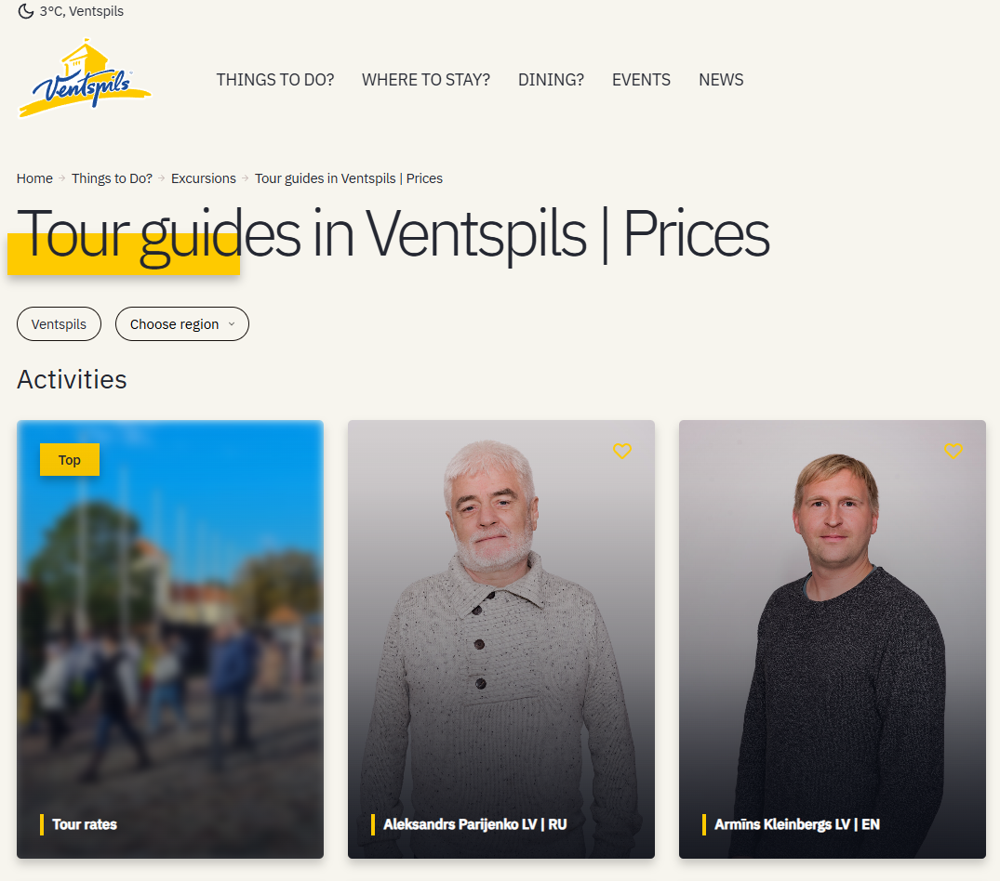 3°C, Ventspils
Ventspils
THINGS TO DO? WHERE TO STAY? DINING? EVENTS NEWS
Home → Things to Do? → Excursions → Tour guides in Ventspils | Prices
Tour guides in Ventspils | Prices
Ventspils Choose region
Activities
Top
Tour rates
Aleksandrs Parijenko LV | RU
Armīns Kleinbergs LV | EN